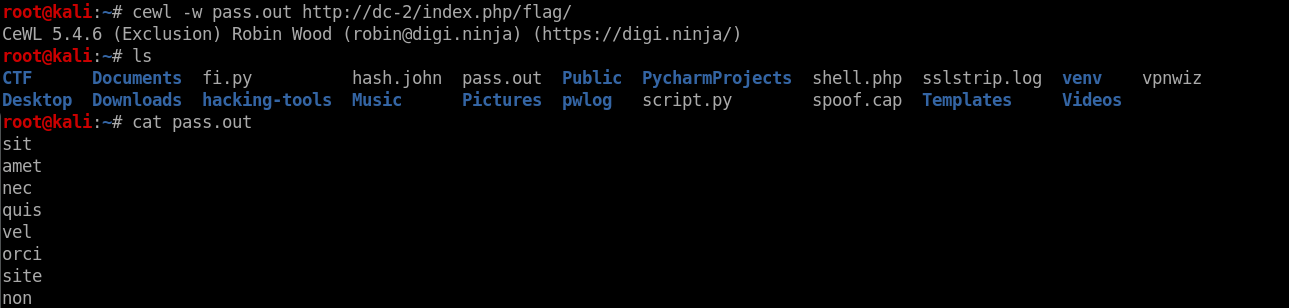 root@kali:~# cewl -w pass.out http://dc-2/index.php/flag/
CeWL 5.4.6 (Exclusion) Robin Wood (robin@digi.ninja) (https://digi.ninja/)
root@kali:~# ls
CTF      Documents  fi.py          hash.john  pass.out  Public  PycharmProjects  shell.php  sslstrip.log  venv    vpnwiz
Desktop  Downloads  hacking-tools  Music      Pictures  pwlog   script.py        spoof.cap  Templates     Videos
root@kali:~# cat pass.out
sit
amet
nec
quis
vel
orci
site
non